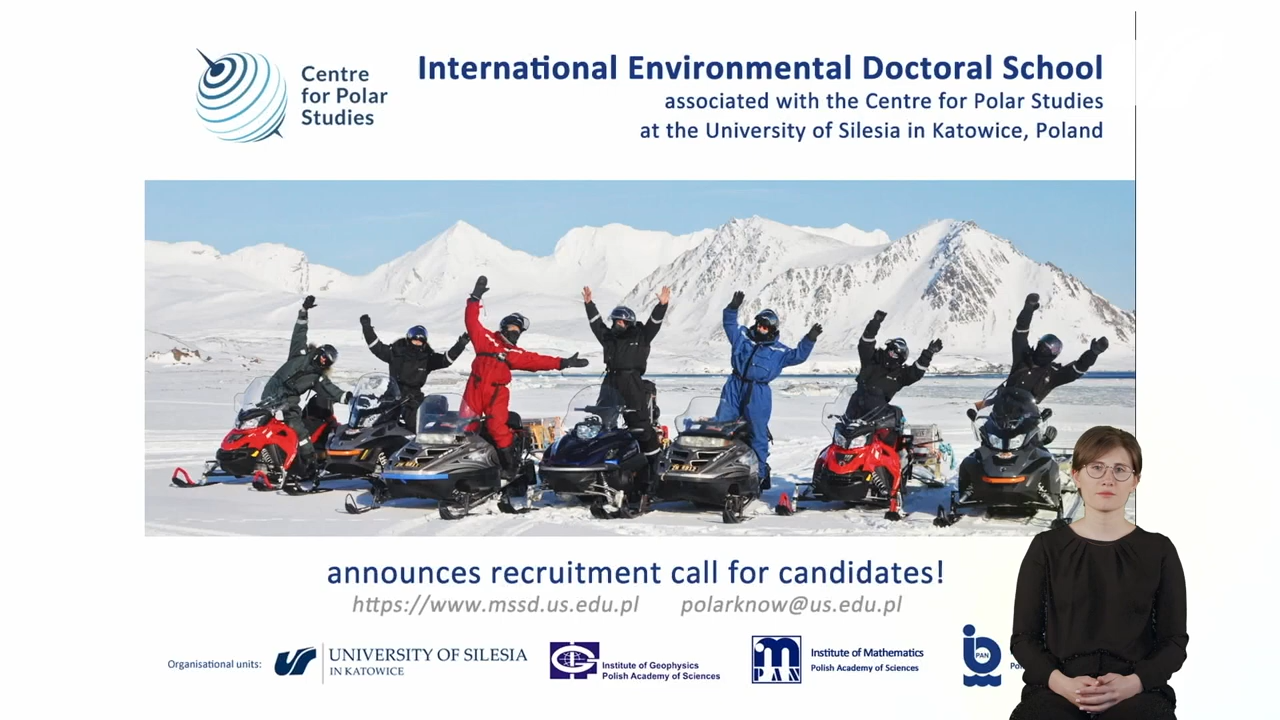 Centre
for Polar
Studies
International Environmental Doctoral School
associated with the Centre for Polar Studies
at the University of Silesia in Katowice, Poland
announces recruitment call for candidates!
https://www.mssd.us.edu.pl polarknow@us.edu.pl
Organisational units:
UNIVERSITY OF SILESIA
IN KATOWICE
Institute of Geophysics
Polish Academy of Sciences
PAN
Institute of Mathematics
Polish Academy of Sciences
PAN